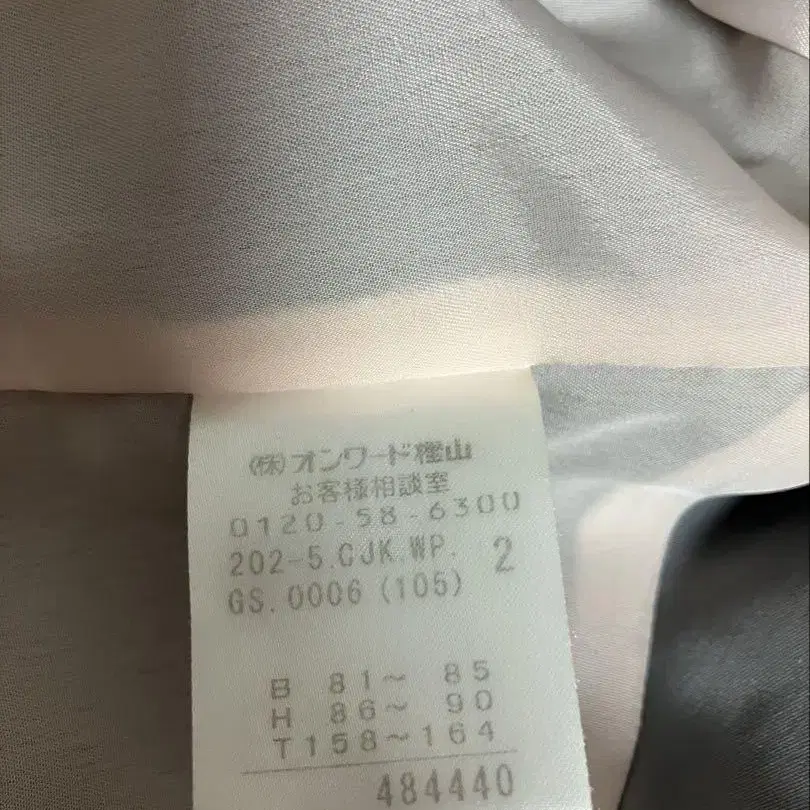 (株)オンワード樫山
お客様相談室
0120-58-6300
202-5.CJK.WP. 2
GS.0006(105)
B 81～ 85
H 86～ 90
T158～164
484440